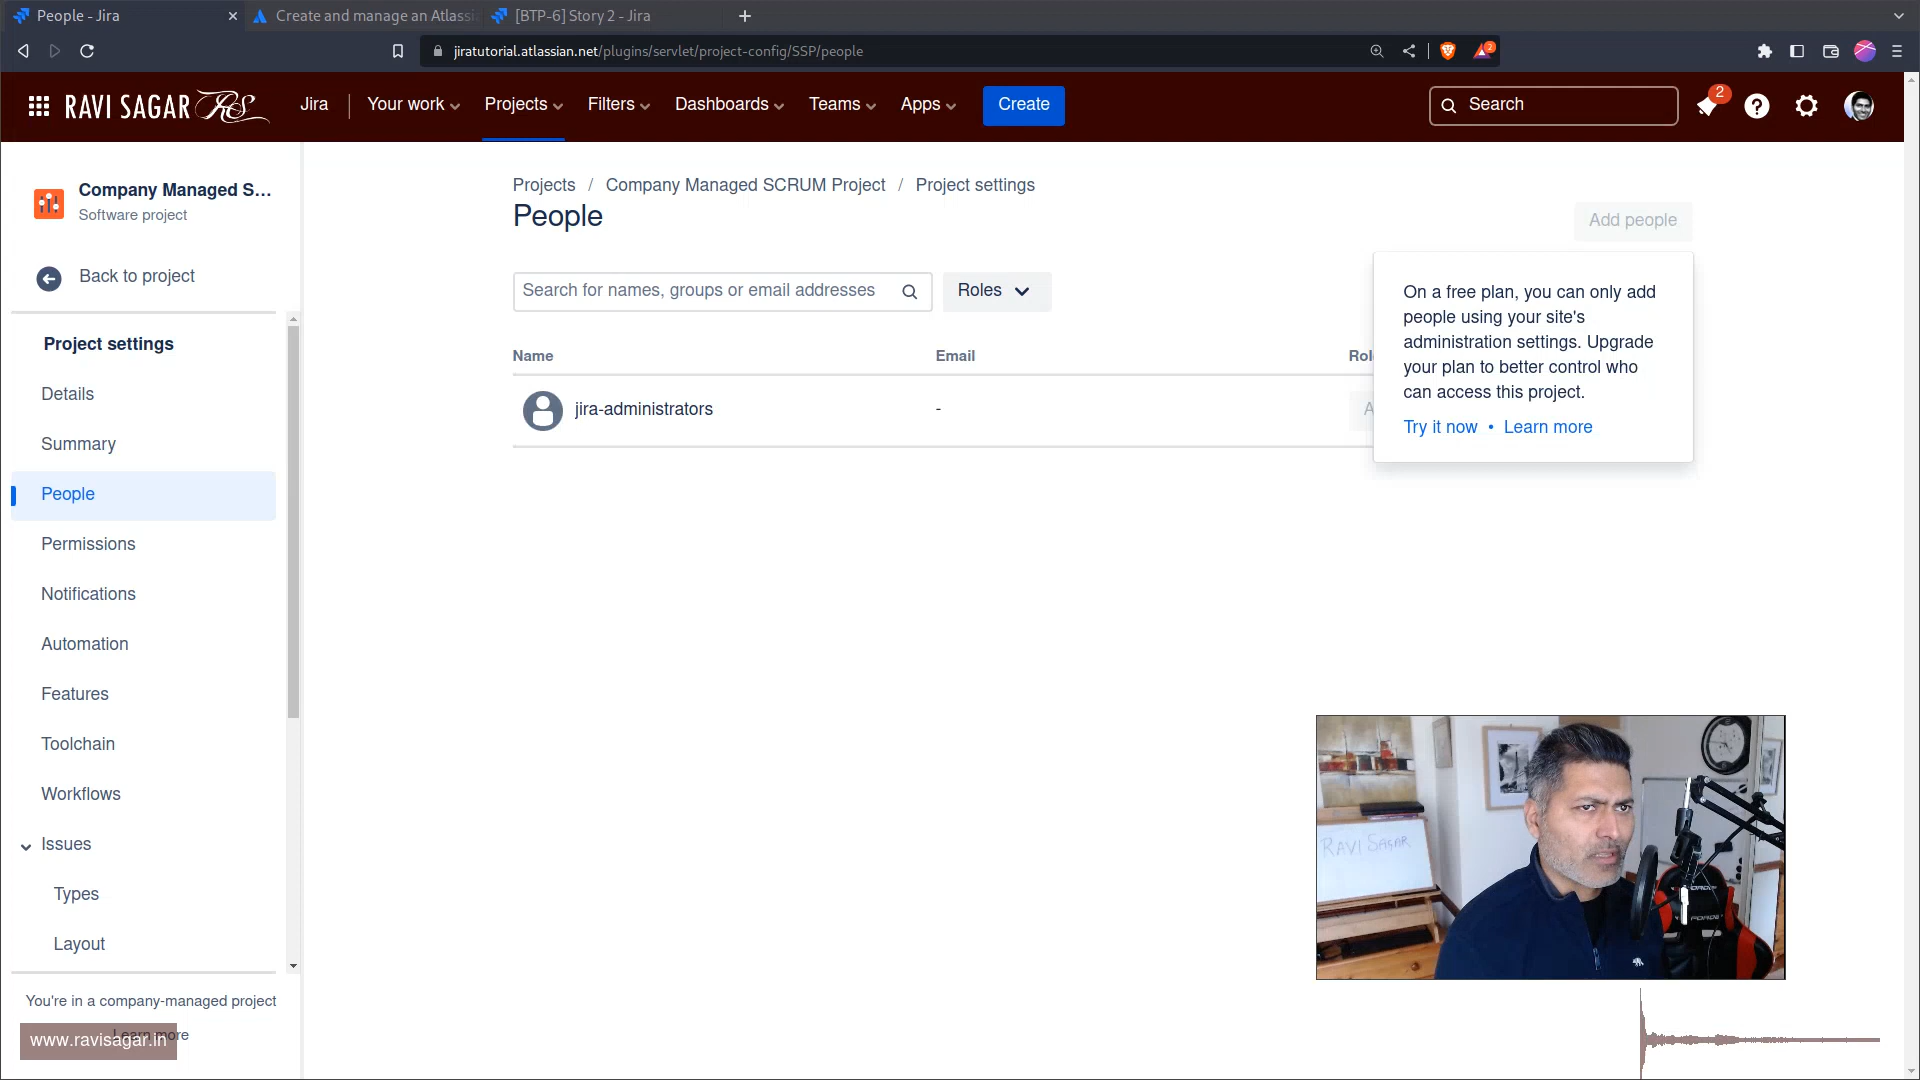 People - Jira
Create and manage an Atlassi
[BTP-6] Story 2 - Jira
jiratutorial.atlassian.net/plugins/servlet/project-config/SSP/people
2
RAVI SAGAR RS
Jira
Your work
Projects
Filters
Dashboards
Teams
Apps
Create
Search
2
Company Managed S...
Software project
Back to project
Project settings
Details
Summary
People
Permissions
Notifications
Automation
Features
Toolchain
Workflows
Issues
Types
Layout
You're in a company-managed project
Learn more
www.ravisagar.in
Projects / Company Managed SCRUM Project / Project settings
People
Add people
Search for names, groups or email addresses
Roles
Name Email
jira-administrators -
On a free plan, you can only add
people using your site's
administration settings. Upgrade
your plan to better control who
can access this project.
Try it now • Learn more
RAVI SAGAR